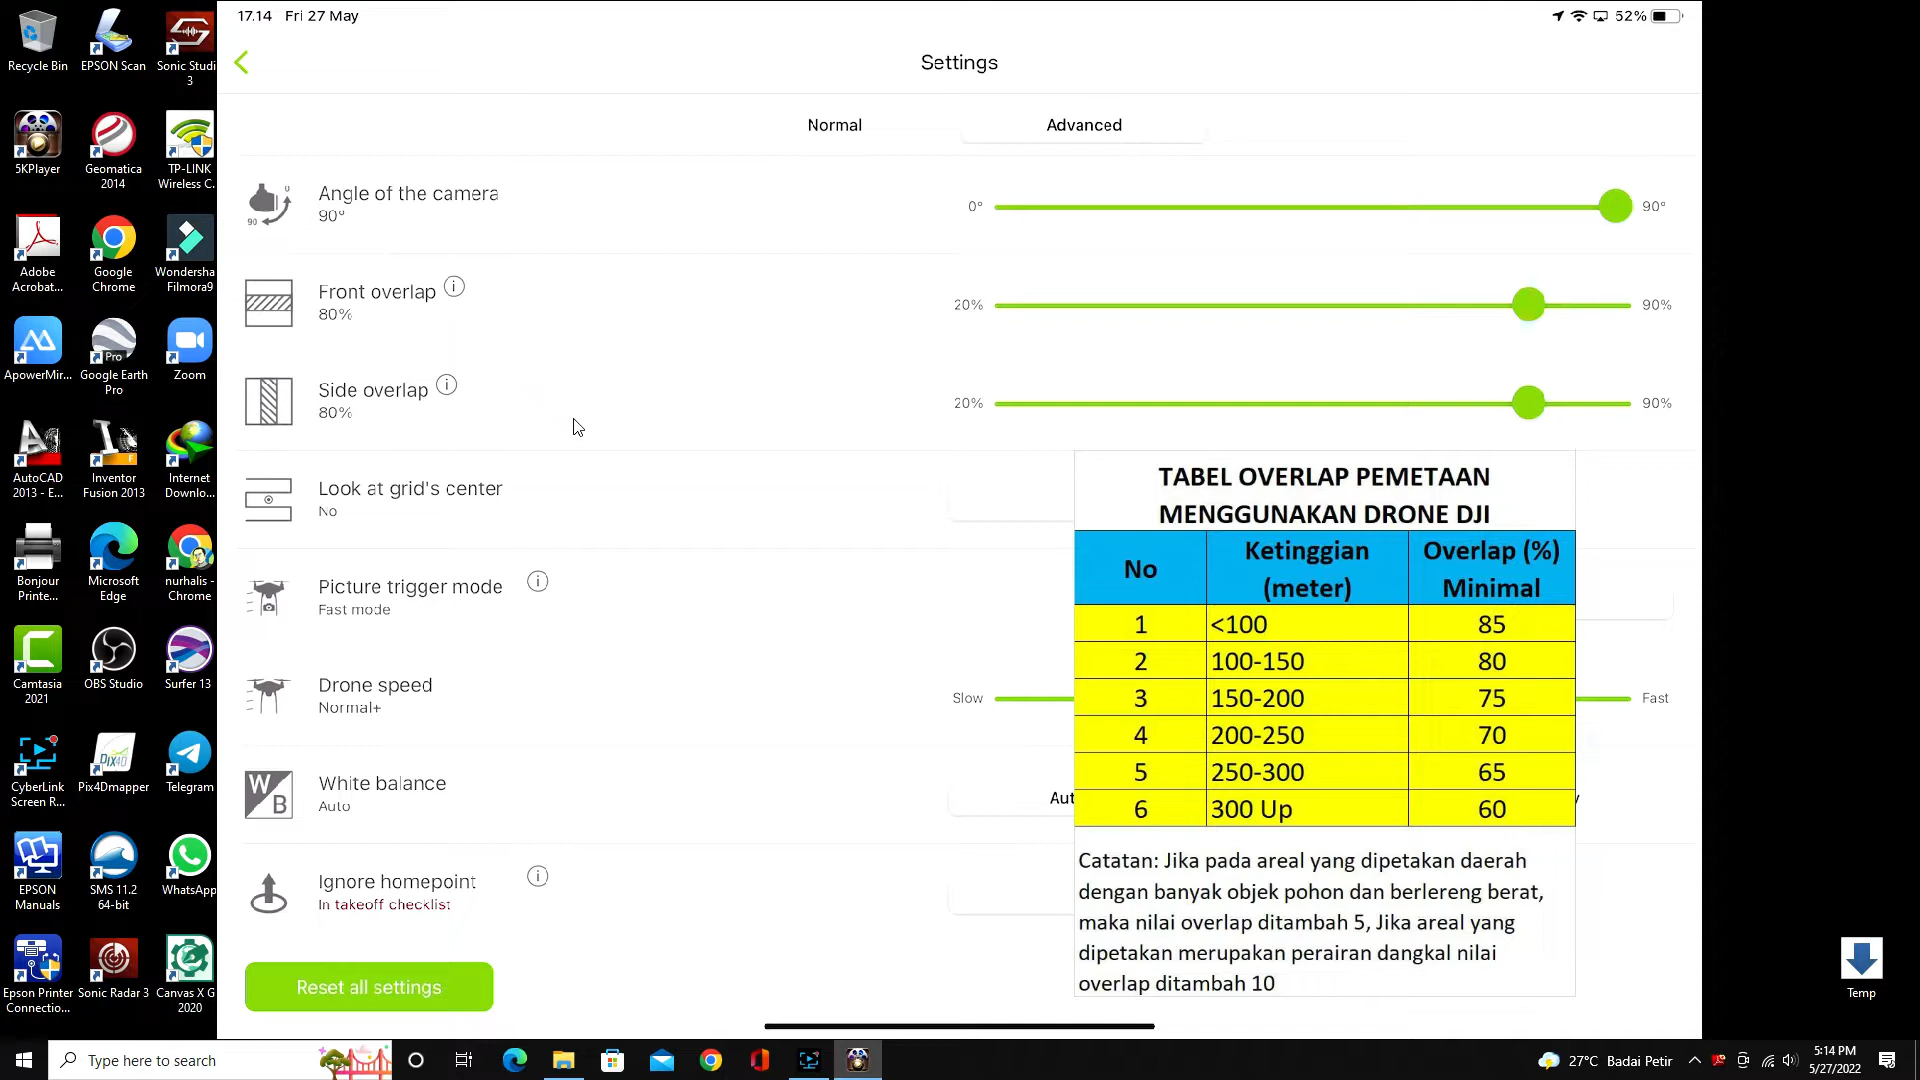 17.14 Fri 27 May
52%
Settings
Normal
Advanced
Angle of the camera
90°
0°
90°
U
90
Front overlap
80%
20%
90%
Side overlap
80%
20%
90%
Look at grid's center
No
Picture trigger mode
Fast mode
Drone speed
Normal+
Slow
Fast
White balance
Auto
W
B
Aut
y
Ignore homepoint
In takeoff checklist
Reset all settings
TABEL OVERLAP PEMETAAN
MENGGUNAKAN DRONE DJI
No
Ketinggian
(meter)
Overlap (%)
Minimal
1 <100 85
2 100-150 80
3 150-200 75
4 200-250 70
5 250-300 65
6 300 Up 60
Catatan: Jika pada areal yang dipetakan daerah
dengan banyak objek pohon dan berlereng berat,
maka nilai overlap ditambah 5, Jika areal yang
dipetakan merupakan perairan dangkal nilai
overlap ditambah 10
Recycle Bin
EPSON Scan
Sonic Studi
3
5KPlayer
Geomatica
2014
TP-LINK
Wireless C.
Adobe
Acrobat...
Google
Chrome
Wondersha
Filmora9
ApowerMir...
Pro
Google Earth
Pro
Zoom
AutoCAD
2013 - E...
Inventor
Fusion 2013
Internet
Downlo...
Bonjour
Printe...
Microsoft
Edge
nurhalis -
Chrome
Camtasia
2021
OBS Studio
Surfer 13
CyberLink
Screen R...
Pix4Dmapper
Telegram
EPSON
Manuals
SMS 11.2
64-bit
WhatsApp
Epson Printer
Connectio...
Sonic Radar 3
Canvas X G
2020
Temp
Type here to search
27°C Badai Petir
5:14 PM
5/27/2022